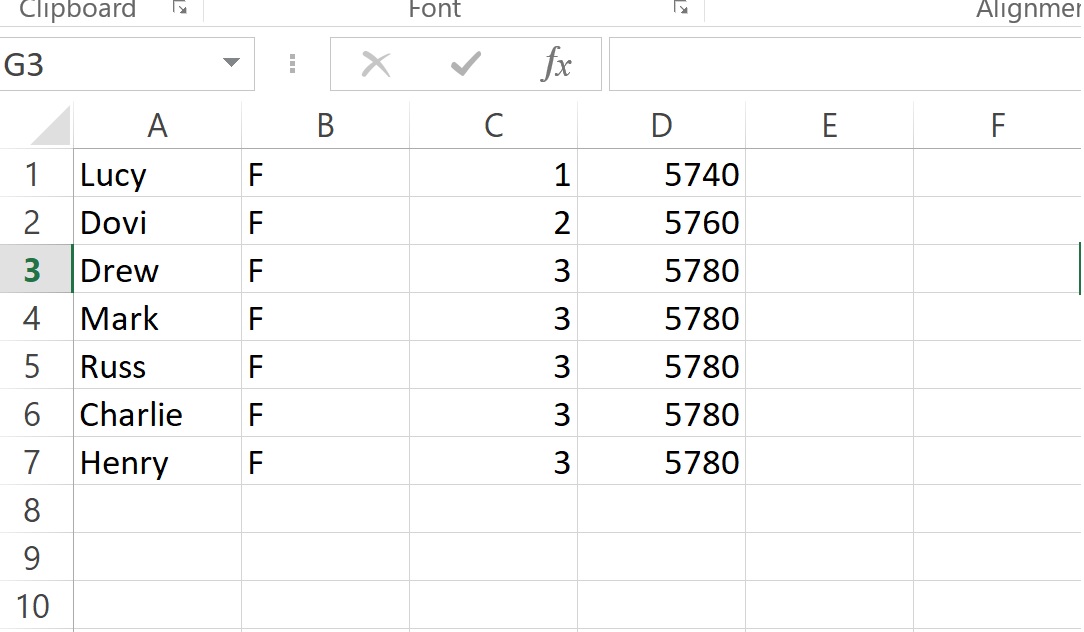 Clipboard Font Alignmen
G3 fx
A B C D E F
1 Lucy F 1 5740
2 Dovi F 2 5760
3 Drew F 3 5780
4 Mark F 3 5780
5 Russ F 3 5780
6 Charlie F 3 5780
7 Henry F 3 5780
8
9
10